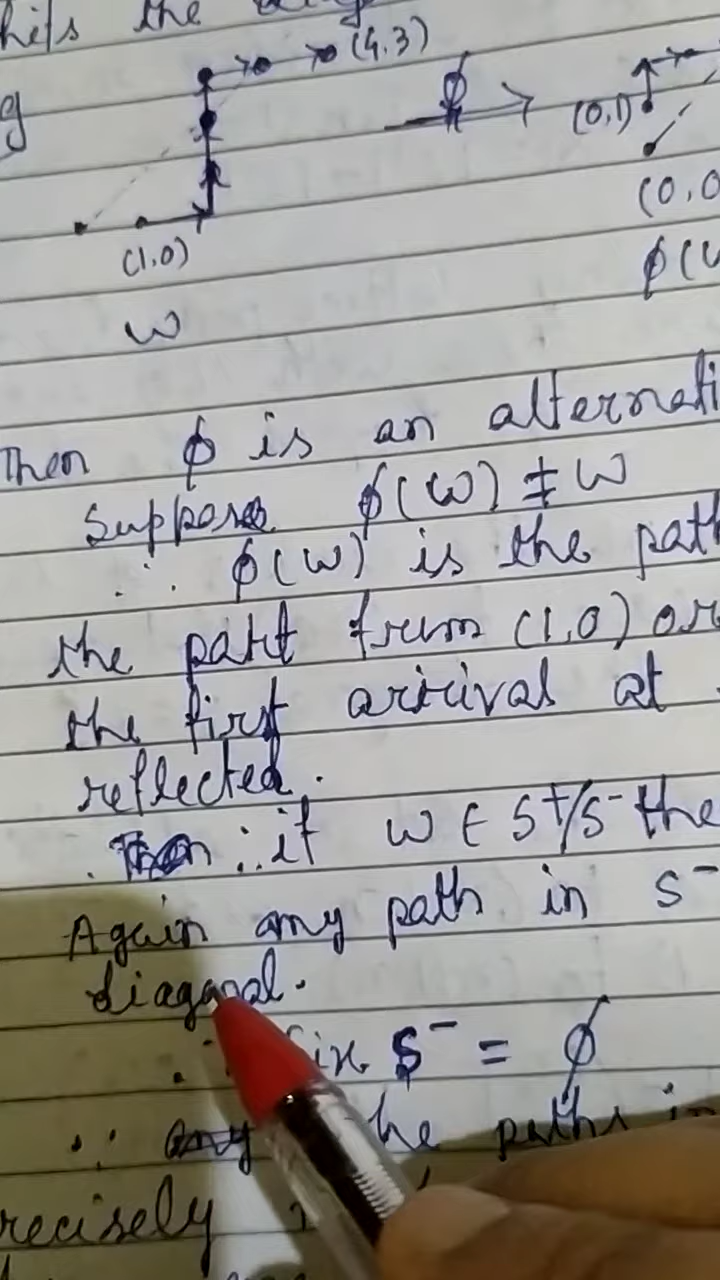 hits the
(4,3)
g
ϕ
(0,1)
(1,0)
(0,0
ϕ(
w
Then ϕ is an alternati
Suppose ϕ(w) ≠ w
∴ ϕ(w) is the path
the part from (1,0) or
the first arrival at
reflected.
∴ if w ∈ S⁺/S⁻ the
Again any path in S⁻
diagonal.
S⁻ = ϕ
∴ he paths in
recisely